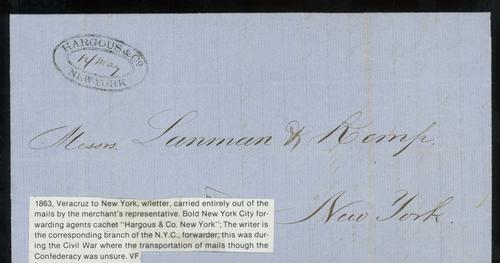 HARGOUS & Co
14 May
NEW-YORK
Messrs. Lanman & Kemp.
New York.
1863, Veracruz to New York, w/letter, carried entirely out of the
mails by the merchant's representative. Bold New York City for-
warding agents cachet "Hargous & Co. New York"; The writer is
the corresponding branch of the N.Y.C., forwarder; this was dur-
ing the Civil War where the transportation of mails though the
Confederacy was unsure. VF.